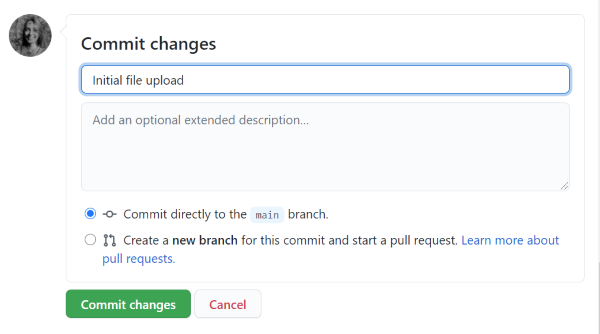 Commit changes
Initial file upload
Add an optional extended description...
Commit directly to the main branch.
Create a new branch for this commit and start a pull request. Learn more about
pull requests.
Commit changes Cancel